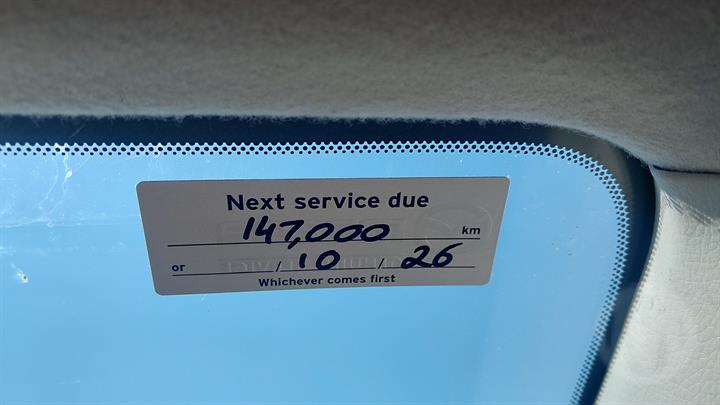 Next service due
147,000 km
or / 10 / 26
Whichever comes first